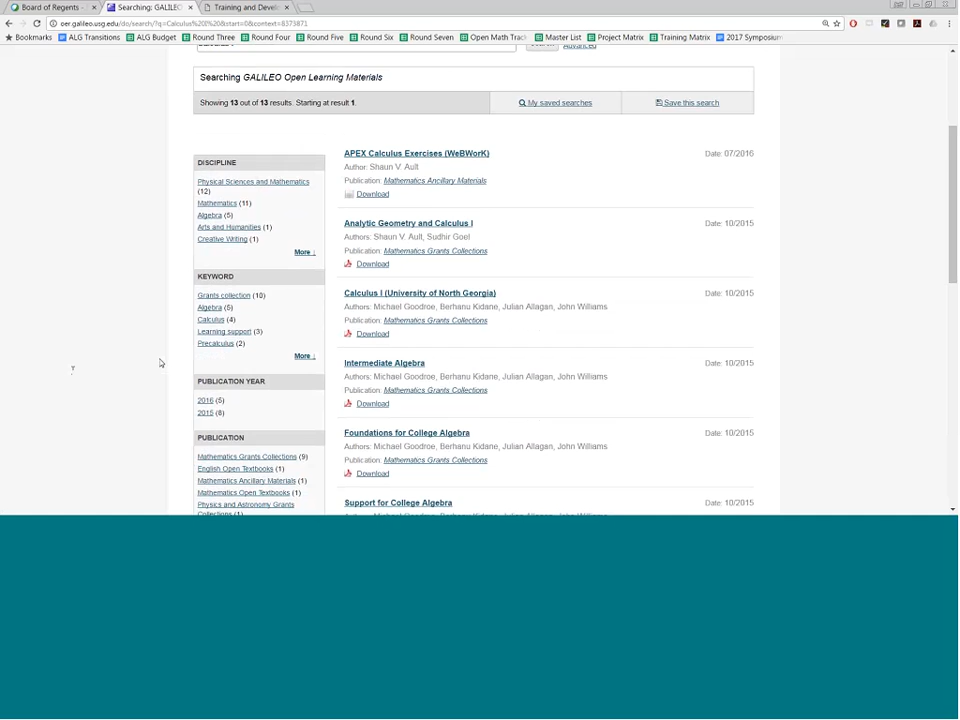 Board of Regents -
Searching: GALILEO
Training and Develo
oer.galileo.usg.edu/do/search/?q=Calculus%20I%20&start=0&context=8373871
Bookmarks ALG Transitions ALG Budget Round Three Round Four Round Five Round Six Round Seven Open Math Track Master List Project Matrix Training Matrix 2017 Symposium
Advanced
Searching GALILEO Open Learning Materials
Showing 13 out of 13 results. Starting at result 1.
My saved searches
Save this search
DISCIPLINE
Physical Sciences and Mathematics
(12)
Mathematics (11)
Algebra (5)
Arts and Humanities (1)
Creative Writing (1)
More ↓
KEYWORD
Grants collection (10)
Algebra (5)
Calculus (4)
Learning support (3)
Precalculus (2)
More ↓
PUBLICATION YEAR
2016 (5)
2015 (8)
PUBLICATION
Mathematics Grants Collections (9)
English Open Textbooks (1)
Mathematics Ancillary Materials (1)
Mathematics Open Textbooks (1)
Physics and Astronomy Grants
Collections (1)
APEX Calculus Exercises (WeBWorK)
Date: 07/2016
Author: Shaun V. Ault
Publication: Mathematics Ancillary Materials
Download
Analytic Geometry and Calculus I
Date: 10/2015
Authors: Shaun V. Ault, Sudhir Goel
Publication: Mathematics Grants Collections
Download
Calculus I (University of North Georgia)
Date: 10/2015
Authors: Michael Goodroe, Berhanu Kidane, Julian Allagan, John Williams
Publication: Mathematics Grants Collections
Download
Intermediate Algebra
Date: 10/2015
Authors: Michael Goodroe, Berhanu Kidane, Julian Allagan, John Williams
Publication: Mathematics Grants Collections
Download
Foundations for College Algebra
Date: 10/2015
Authors: Michael Goodroe, Berhanu Kidane, Julian Allagan, John Williams
Publication: Mathematics Grants Collections
Download
Support for College Algebra
Date: 10/2015